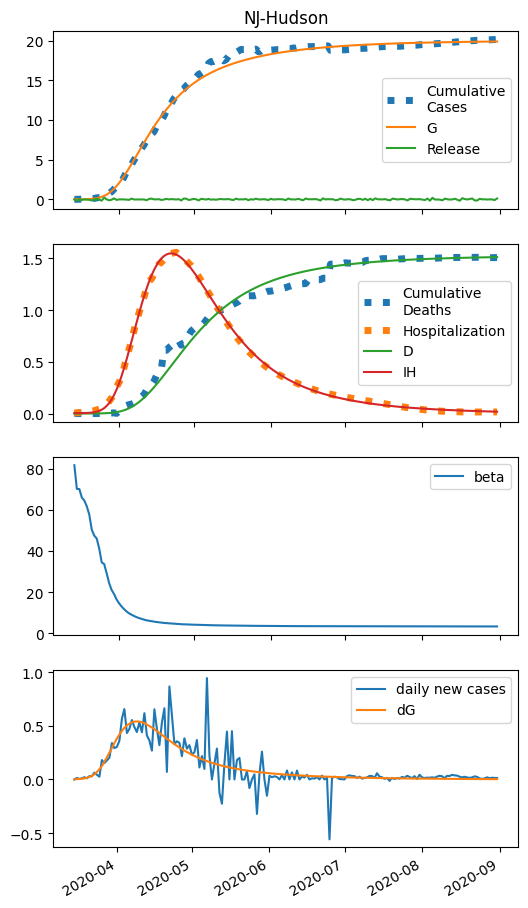 NJ-Hudson
20
15
10
5
0
Cumulative
Cases
G
Release
1.5
1.0
0.5
0.0
Cumulative
Deaths
Hospitalization
D
IH
80
60
40
20
0
beta
1.0
0.5
0.0
−0.5
daily new cases
dG
2020-04
2020-05
2020-06
2020-07
2020-08
2020-09